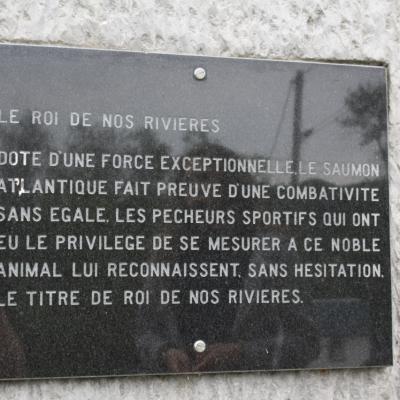 LE ROI DE NOS RIVIERES
DOTE D'UNE FORCE EXCEPTIONNELLE, LE SAUMON
ATLANTIQUE FAIT PREUVE D'UNE COMBATIVITE
SANS EGALE. LES PECHEURS SPORTIFS QUI ONT
EU LE PRIVILEGE DE SE MESURER A CE NOBLE
ANIMAL LUI RECONNAISSENT, SANS HESITATION,
LE TITRE DE ROI DE NOS RIVIERES.